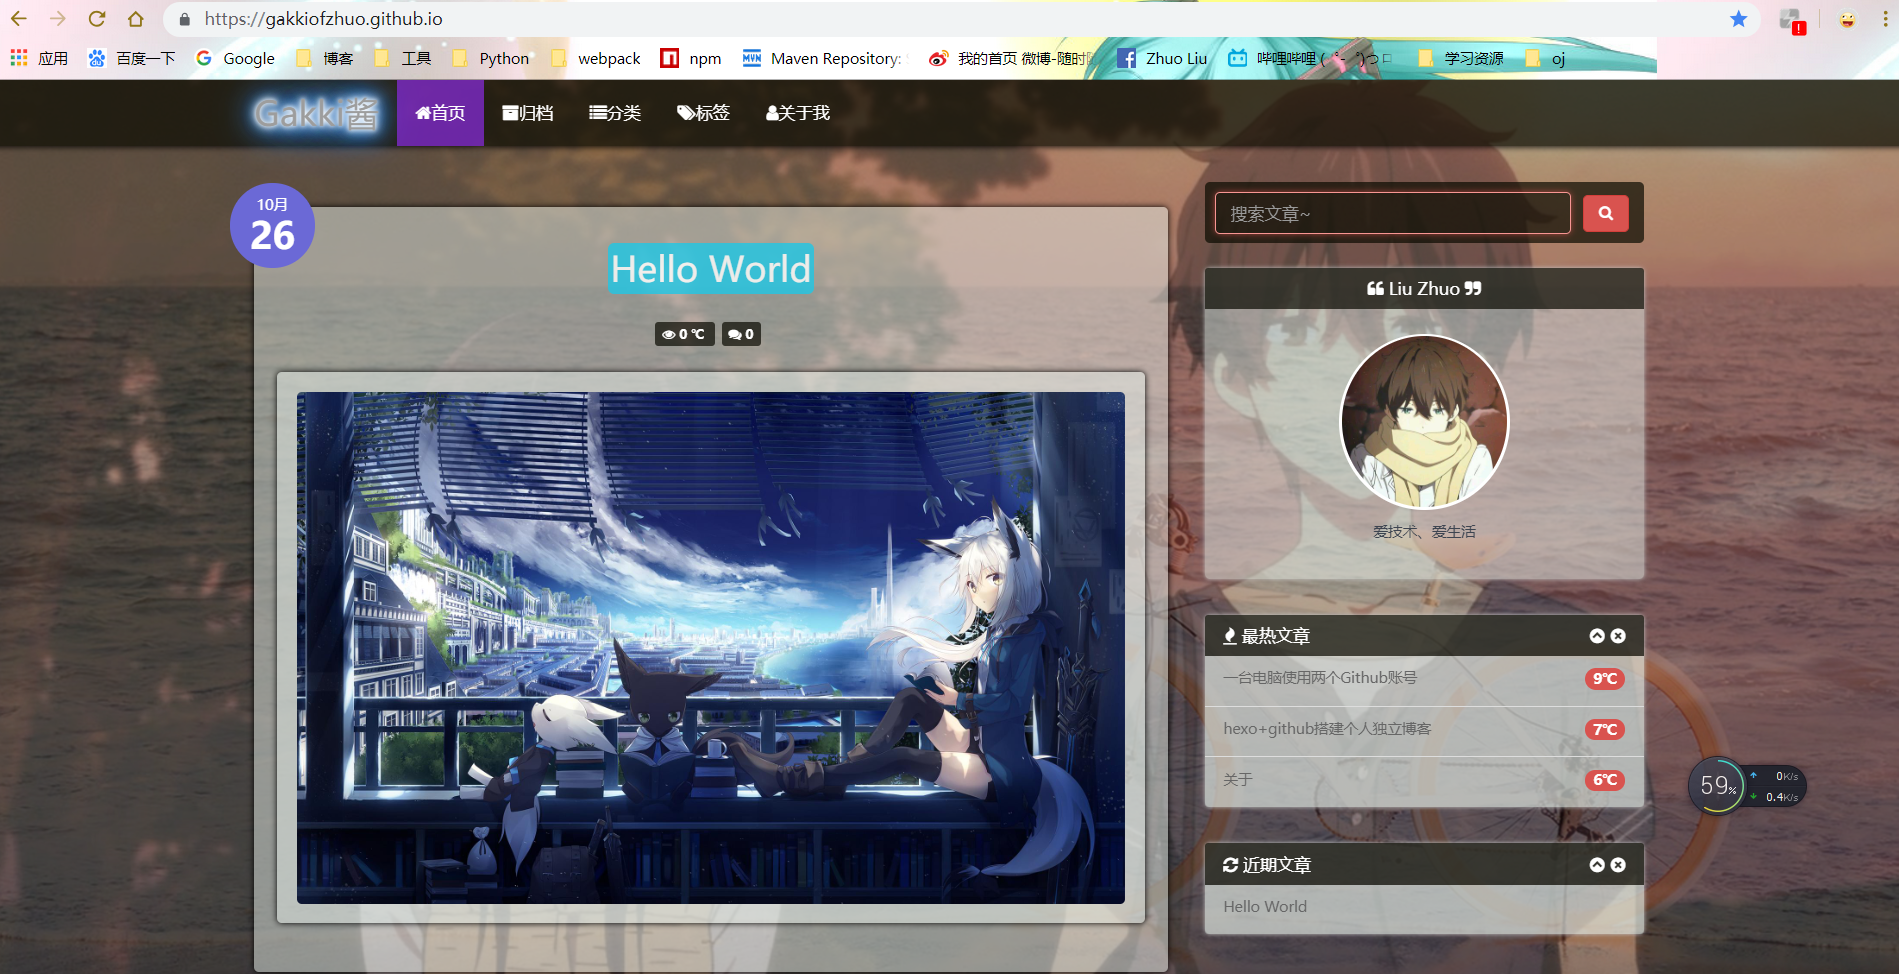 https://gakkiofzhuo.github.io
应用 百度一下 Google 博客 工具 Python webpack npm Maven Repository: 我的首页 微博-随时 Zhuo Liu 哔哩哔哩 ( ゜- ゜)つロ 学习资源 oj
Gakki酱 首页 归档 分类 标签 关于我
10月
26
Hello World
0 ℃ 0
搜索文章~
Liu Zhuo
爱技术、爱生活
最热文章
一台电脑使用两个Github账号 9℃
hexo+github搭建个人独立博客 7℃
关于 6℃
近期文章
Hello World
59%
0K/s
0.4K/s